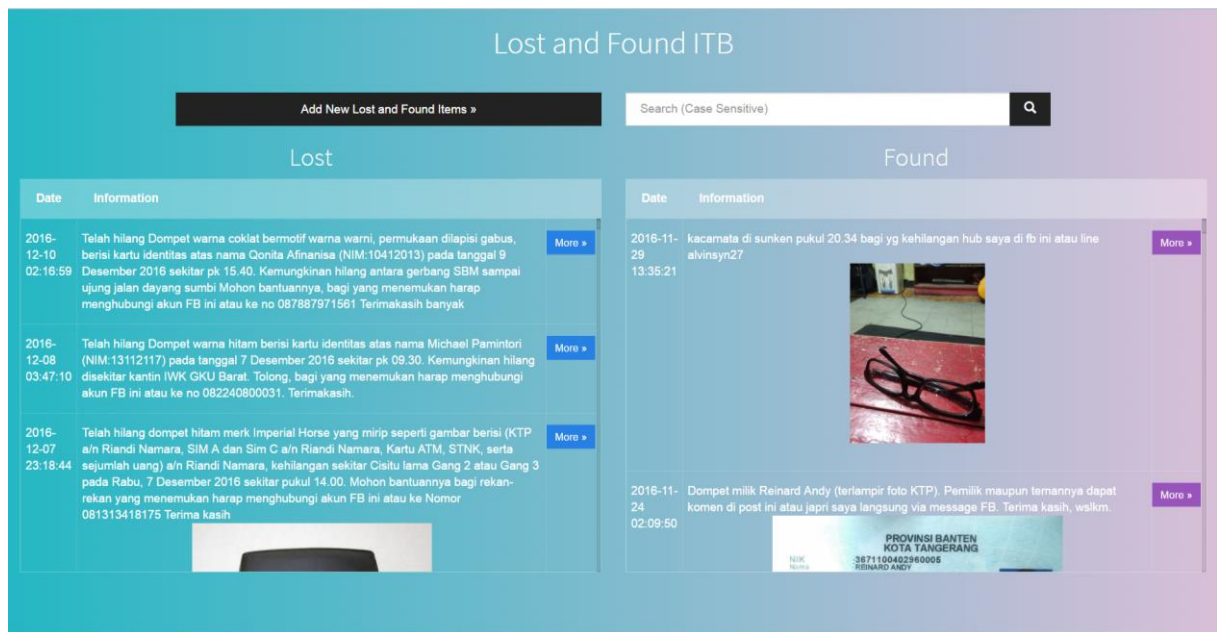 Lost and Found ITB
Add New Lost and Found Items »
Search (Case Sensitive)
Lost
Date Information
2016-12-10 02:16:59
Telah hilang Dompet warna coklat bermotif warna warni, permukaan dilapisi gabus,
berisi kartu identitas atas nama Qonita Afinanisa (NIM:10412013) pada tanggal 9
Desember 2016 sekitar pk 15.40. Kemungkinan hilang antara gerbang SBM sampai
ujung jalan dayang sumbi Mohon bantuannya, bagi yang menemukan harap
menghubungi akun FB ini atau ke no 087887971561 Terimakasih banyak
More »
2016-12-08 03:47:10
Telah hilang Dompet warna hitam berisi kartu identitas atas nama Michael Pamintori
(NIM:13112117) pada tanggal 7 Desember 2016 sekitar pk 09.30. Kemungkinan hilang
disekitar kantin IWK GKU Barat. Tolong, bagi yang menemukan harap menghubungi
akun FB ini atau ke no 082240800031. Terimakasih.
More »
2016-12-07 23:18:44
Telah hilang dompet hitam merk Imperial Horse yang mirip seperti gambar berisi (KTP
a/n Riandi Namara, SIM A dan Sim C a/n Riandi Namara, Kartu ATM, STNK, serta
sejumlah uang) a/n Riandi Namara, kehilangan sekitar Cisitu lama Gang 2 atau Gang 3
pada Rabu, 7 Desember 2016 sekitar pukul 14.00. Mohon bantuannya bagi rekan-
rekan yang menemukan harap menghubungi akun FB ini atau ke Nomor
081313418175 Terima kasih
More »
Found
Date Information
2016-11-29 13:35:21
kacamata di sunken pukul 20.34 bagi yg kehilangan hub saya di fb ini atau line
alvinsyn27
More »
2016-11-24 02:09:50
Dompet milik Reinard Andy (terlampir foto KTP). Pemilik maupun temannya dapat
komen di post ini atau japri saya langsung via message FB. Terima kasih, wslkm.
More »
PROVINSI BANTEN
KOTA TANGERANG
NIK 3671100402960005
Nama REINARD ANDY